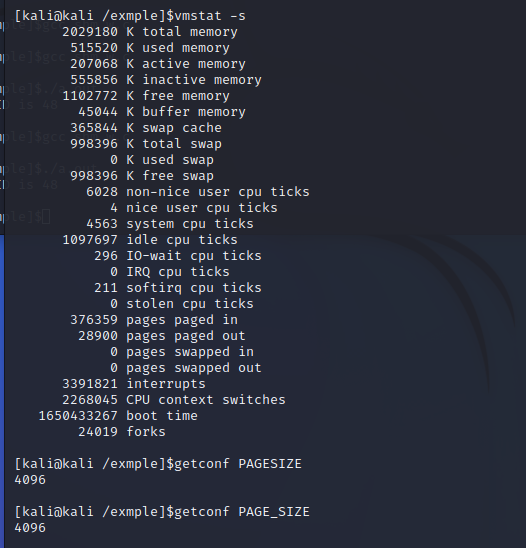 [kali@kali /exmple]$vmstat -s
2029180 K total memory
515520 K used memory
207068 K active memory
555856 K inactive memory
1102772 K free memory
45044 K buffer memory
365844 K swap cache
998396 K total swap
0 K used swap
998396 K free swap
6028 non-nice user cpu ticks
4 nice user cpu ticks
4563 system cpu ticks
1097697 idle cpu ticks
296 IO-wait cpu ticks
0 IRQ cpu ticks
211 softirq cpu ticks
0 stolen cpu ticks
376359 pages paged in
28900 pages paged out
0 pages swapped in
0 pages swapped out
3391821 interrupts
2268045 CPU context switches
1650433267 boot time
24019 forks
[kali@kali /exmple]$getconf PAGESIZE
4096
[kali@kali /exmple]$getconf PAGE_SIZE
4096